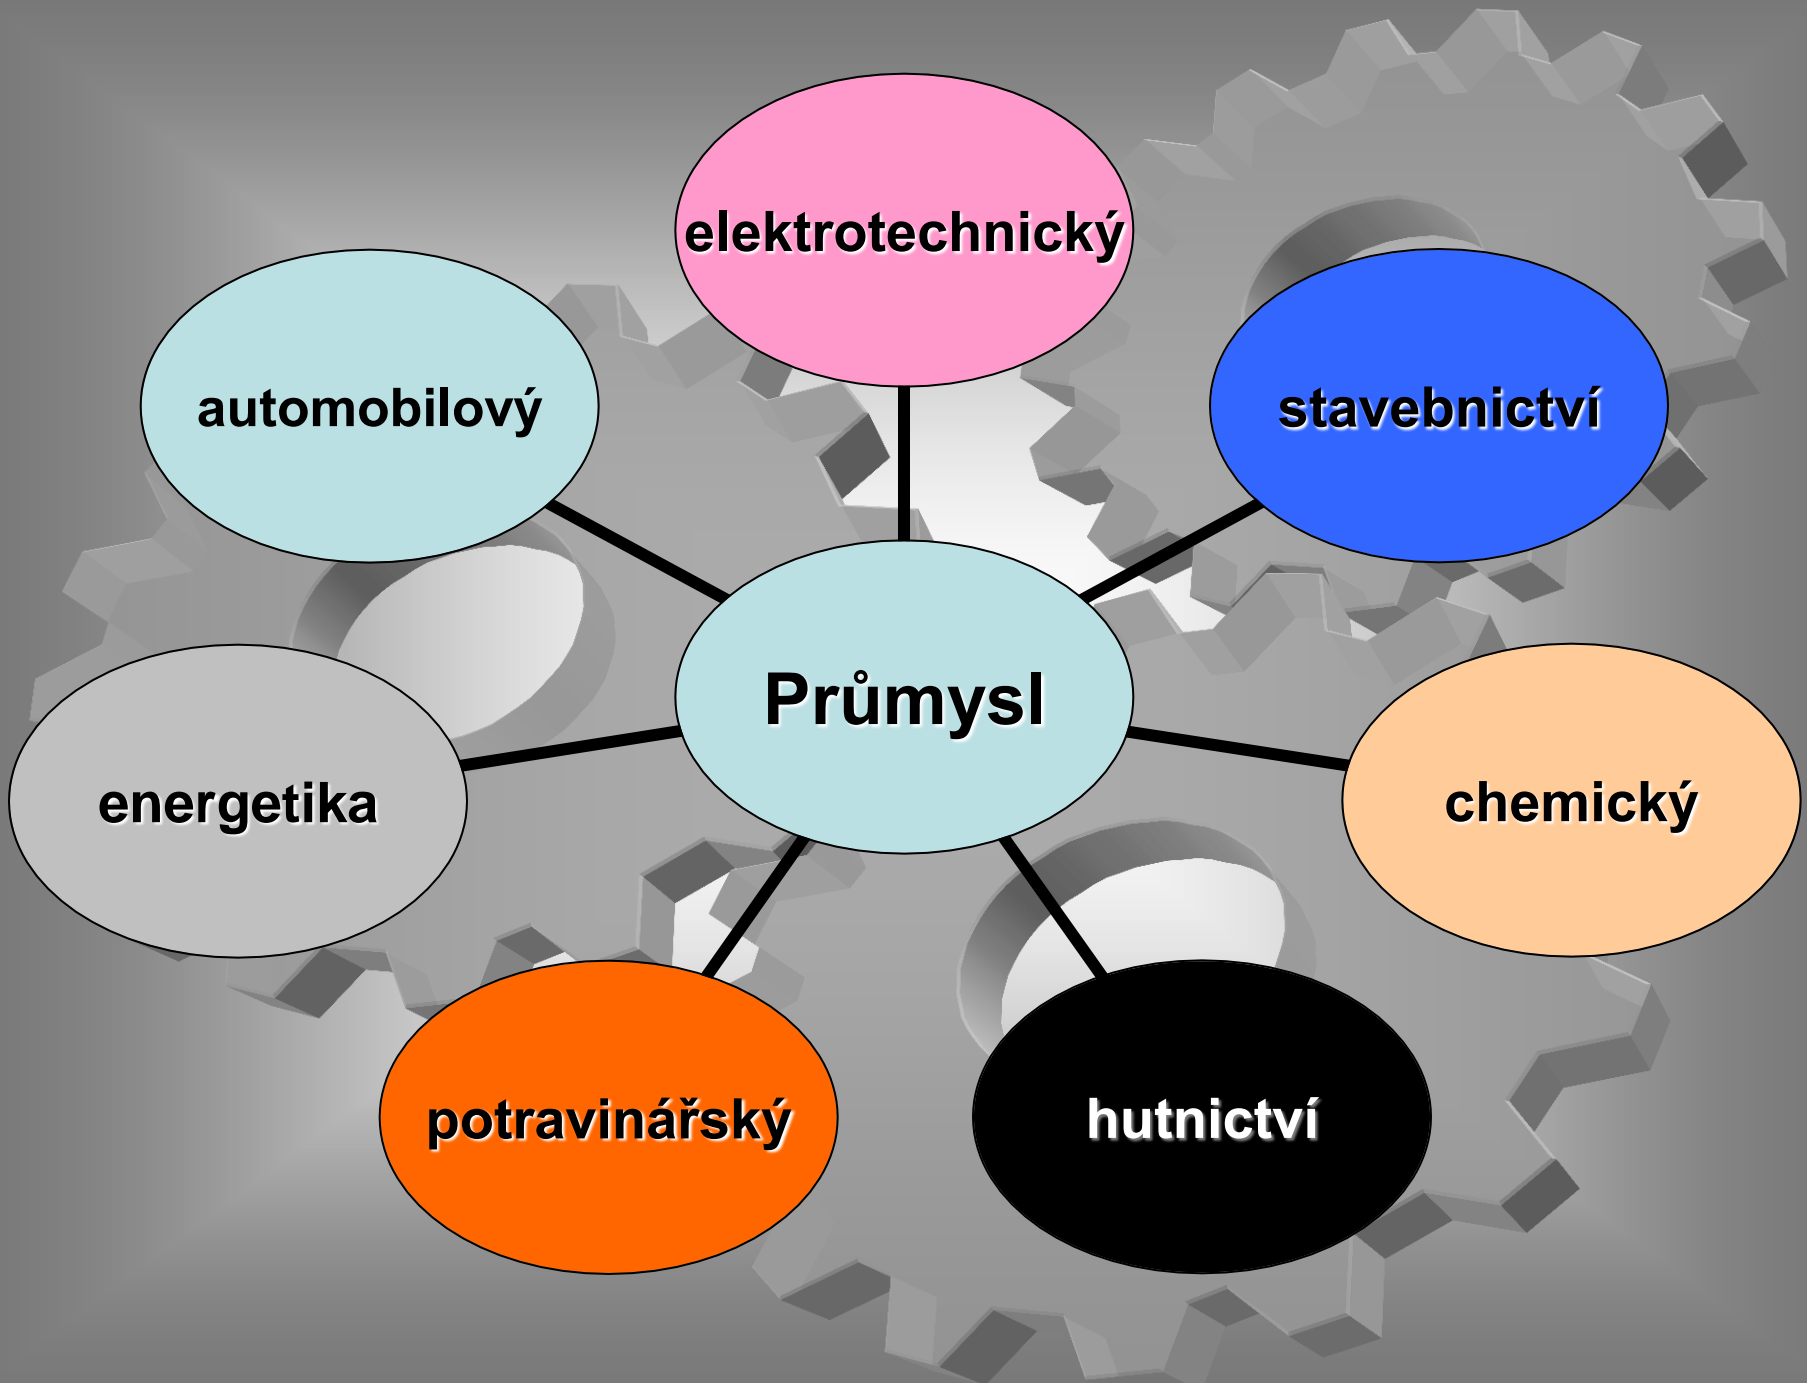 elektrotechnický
automobilový
stavebnictví
Průmysl
energetika
chemický
potravinářský
hutnictví